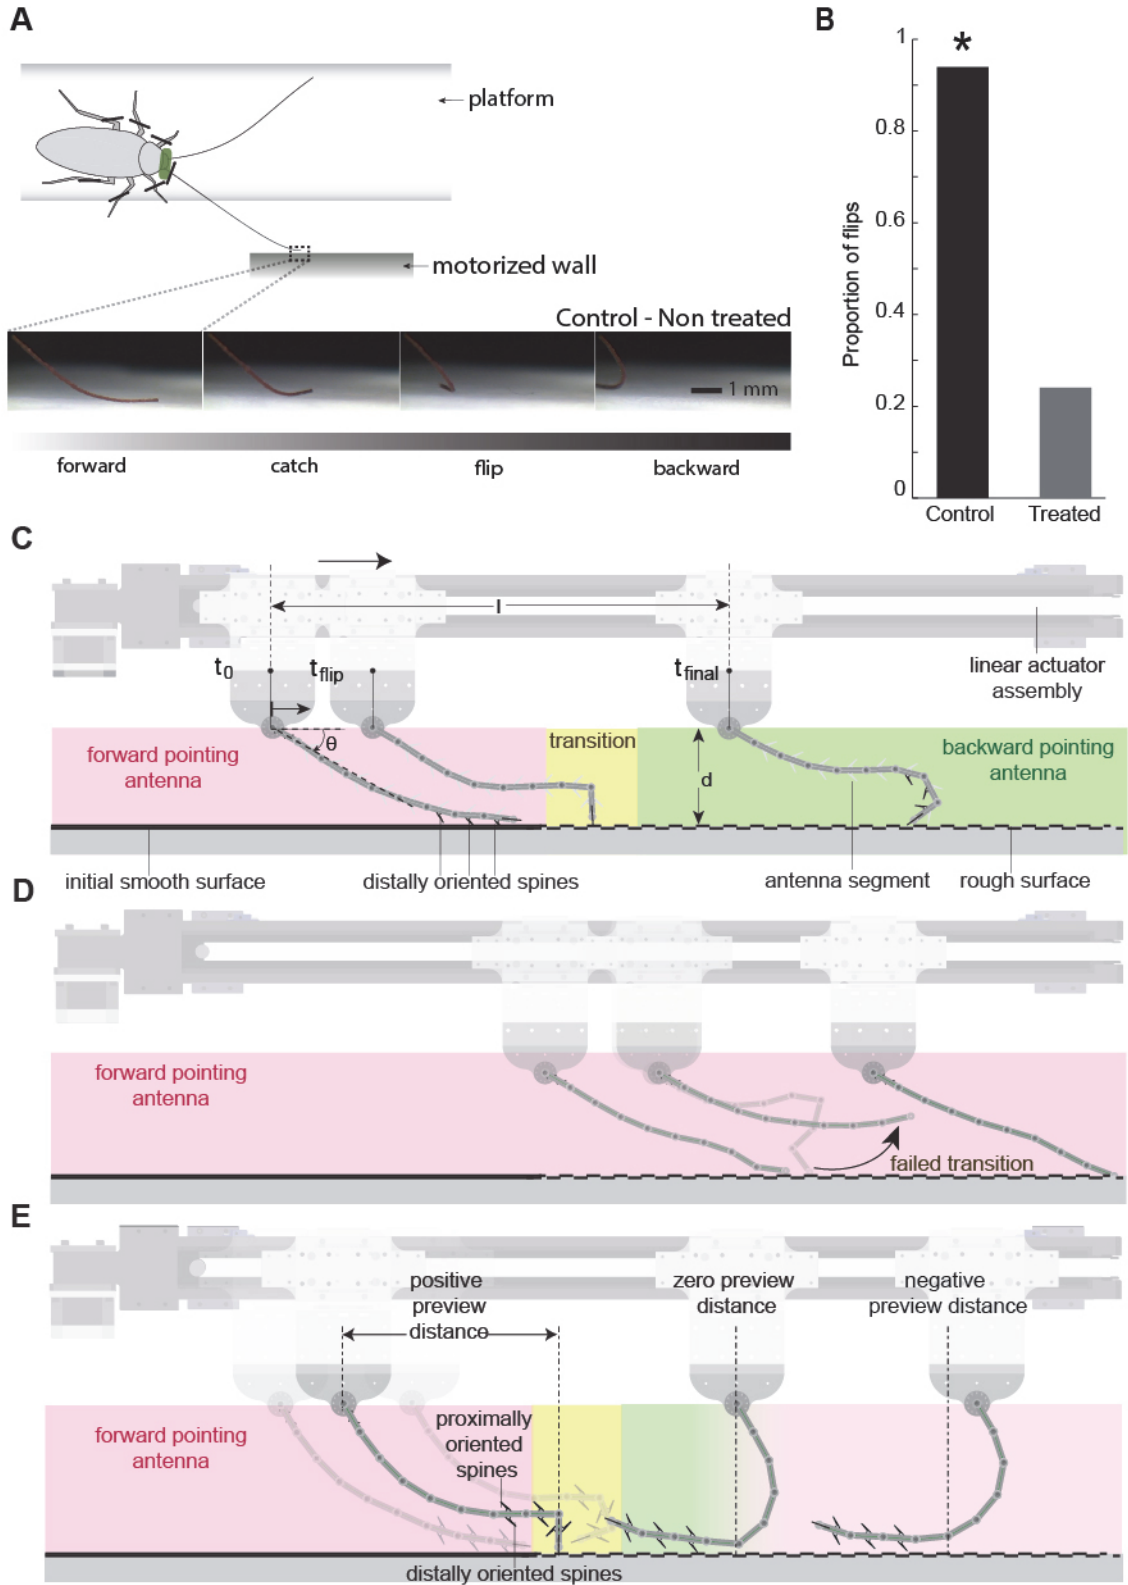 A
platform
motorized wall
Control - Non treated
1 mm
forward
catch
flip
backward
B
1
*
0.8
0.6
0.4
0.2
0
Proportion of flips
Control
Treated
C
l
t0
tflip
tfinal
linear actuator
assembly
forward pointing
antenna
θ
transition
d
backward pointing
antenna
initial smooth surface
distally oriented spines
antenna segment
rough surface
D
forward pointing
antenna
failed transition
E
positive
preview
distance
zero preview
distance
negative
preview distance
forward pointing
antenna
proximally
oriented
spines
distally oriented spines